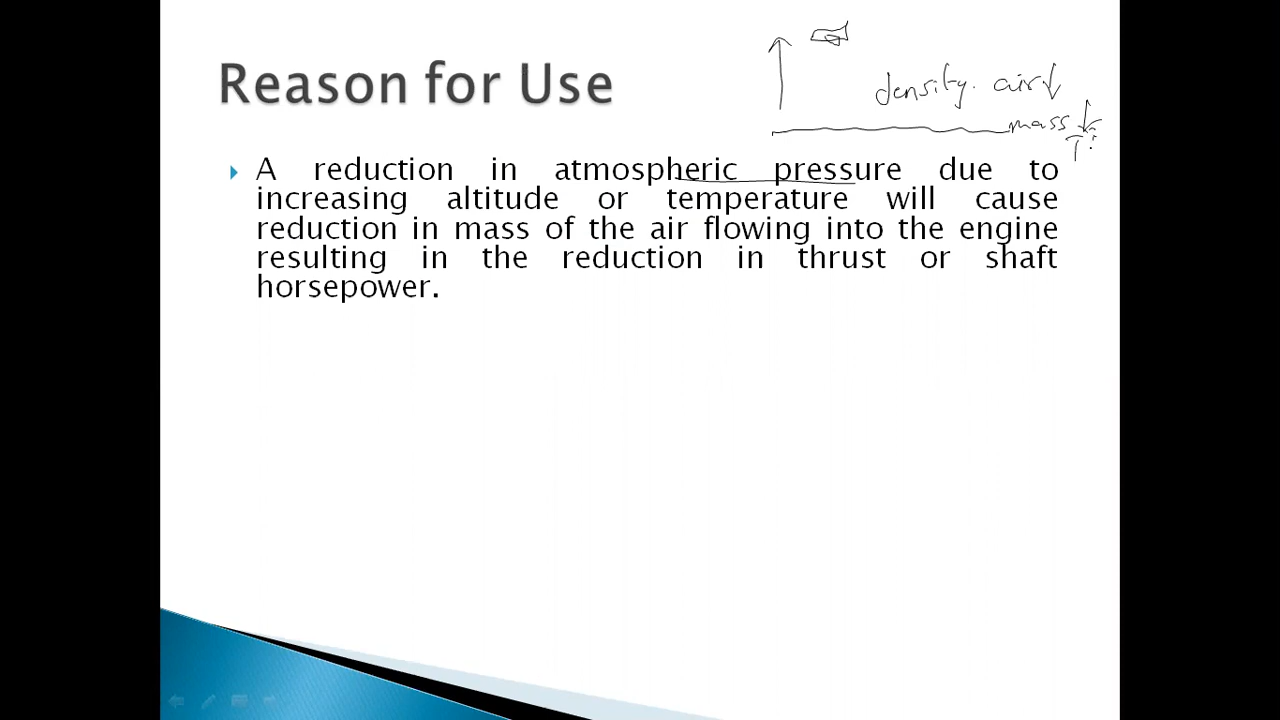 Reason for Use
density. air↓
mass ↓
A reduction in atmospheric pressure due to
increasing altitude or temperature will cause
reduction in mass of the air flowing into the engine
resulting in the reduction in thrust or shaft
horsepower.